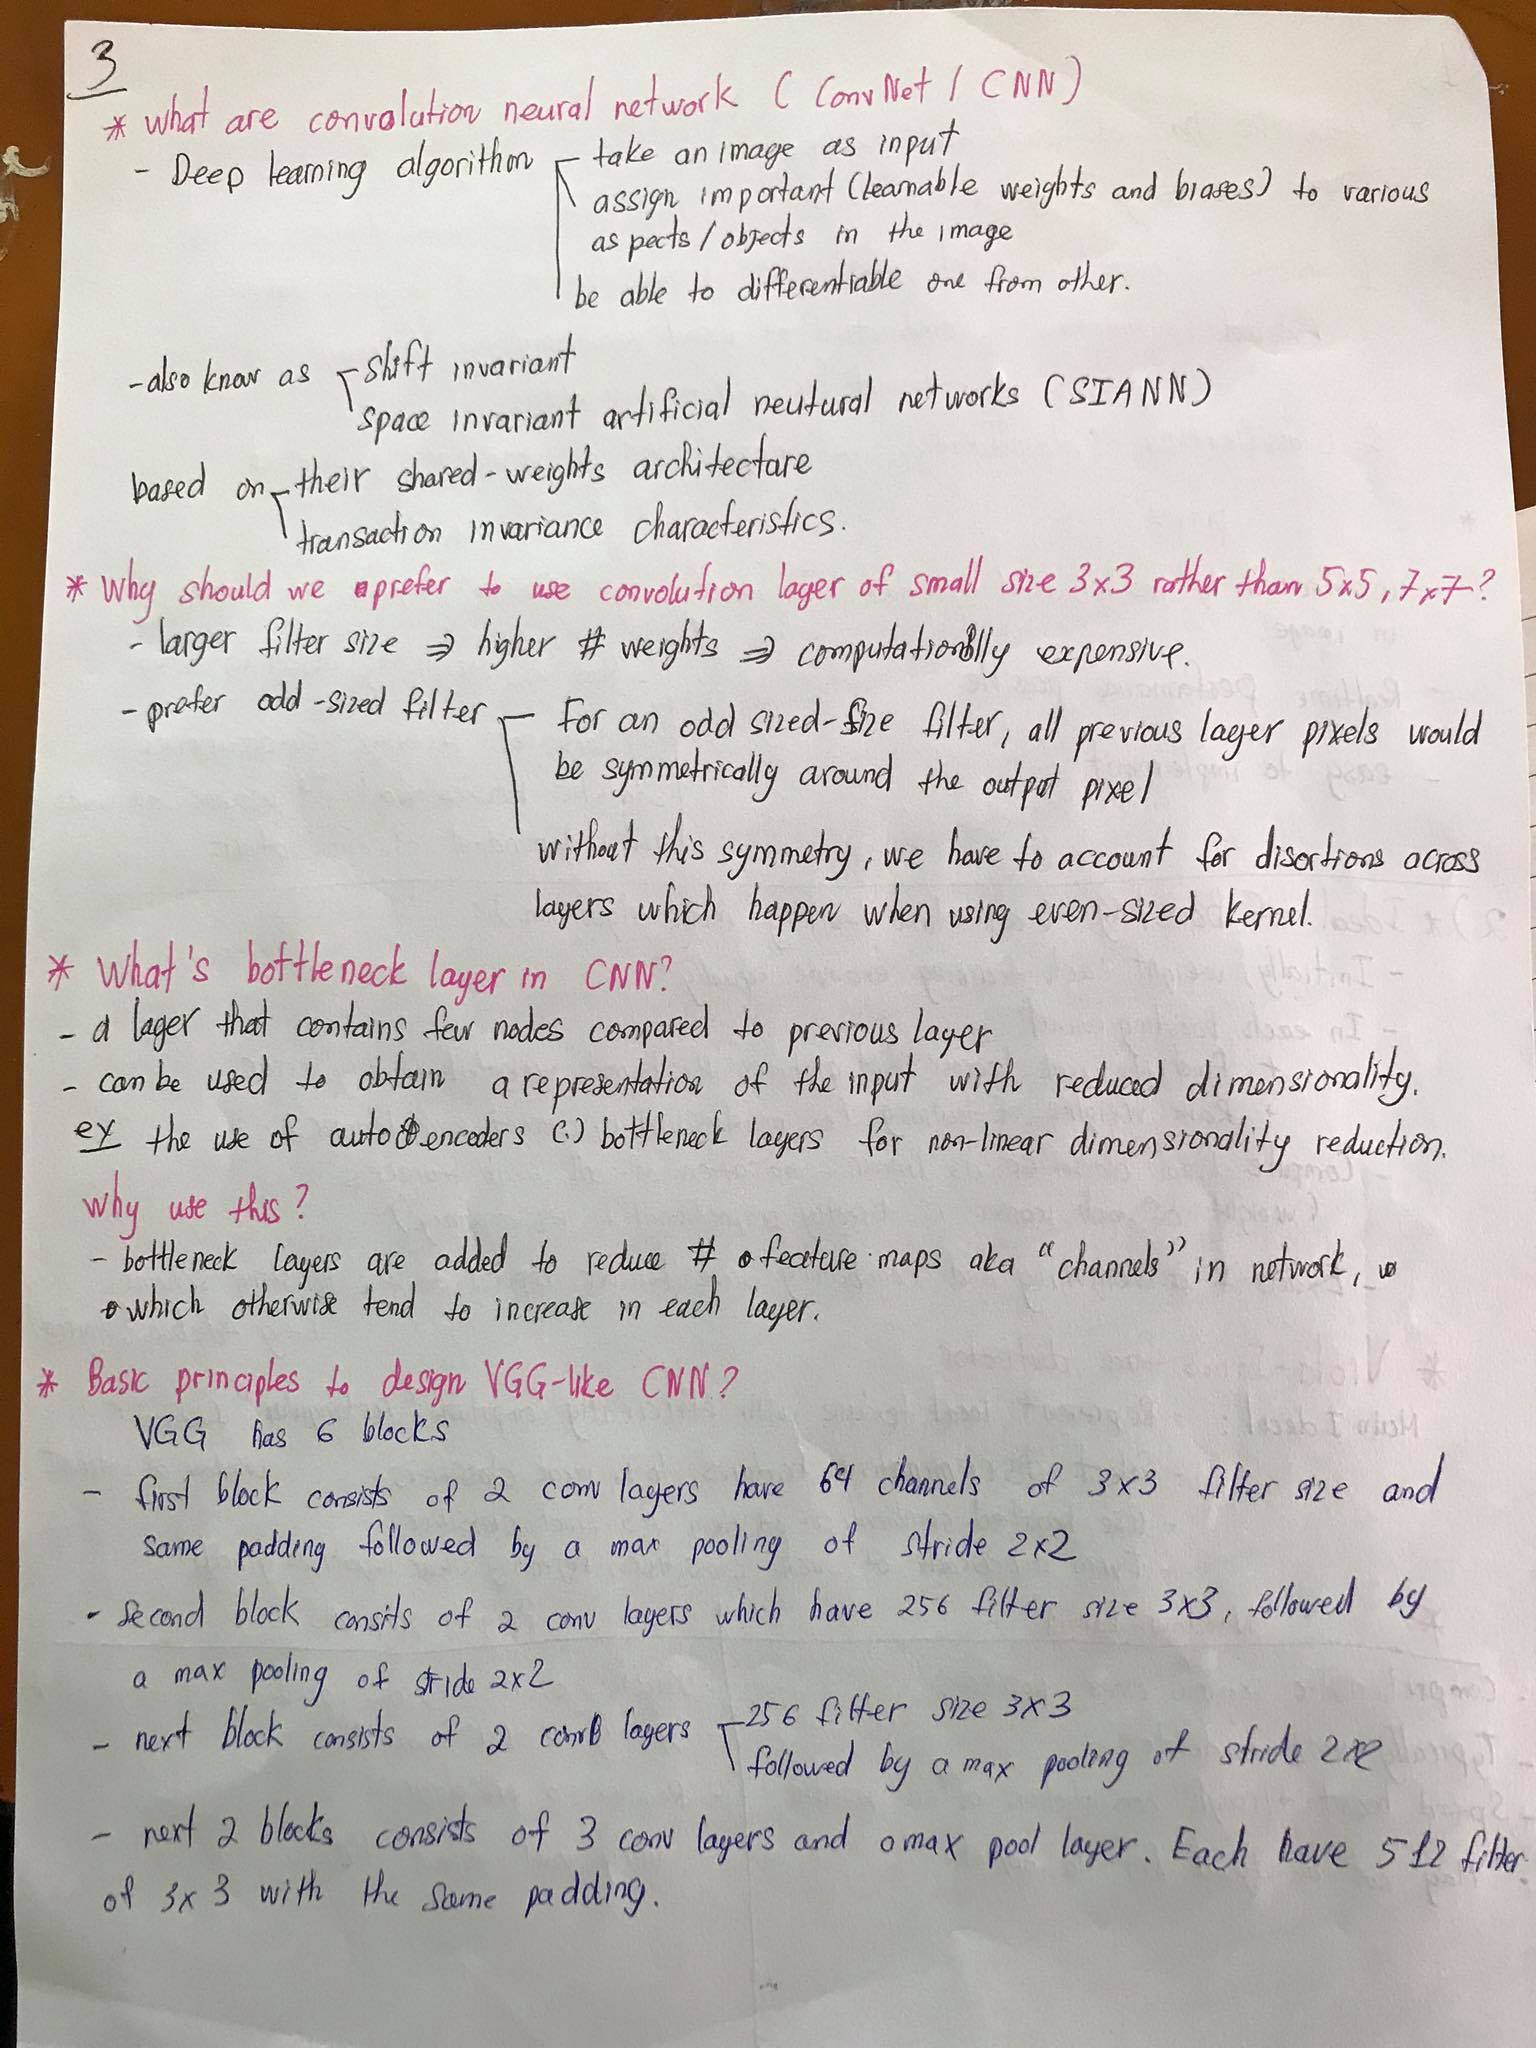 3
* What are convolution neural network ( ConvNet / CNN )
- Deep learning algorithm - take an image as input
assign important (learnable weights and biases) to various
aspects / objects in the image
be able to differentiable one from other.
- also know as - shift invariant
space invariant artificial neutural networks (SIANN)
based on - their shared-weights architecture
transaction invariance characteristics.
* Why should we prefer to use convolution layer of small size 3x3 rather than 5x5, 7x7?
- larger filter size ⇒ higher # weights ⇒ computationally expensive.
- prefer odd-sized filter - For an odd sized-size filter, all previous layer pixels would
be symmetrically around the output pixel
without this symmetry, we have to account for disortions across
layers which happen when using even-sized kernel.
* What's bottleneck layer in CNN?
- a layer that contains few nodes compared to previous layer
- can be used to obtain a representation of the input with reduced dimensionality.
ex the use of autoencoders (.) bottleneck layers for non-linear dimensionality reduction.
Why use this?
- bottleneck layers are added to reduce # feature maps aka "channels" in network,
which otherwise tend to increase in each layer.
* Basic principles to design VGG-like CNN?
VGG has 6 blocks
- first block consists of 2 conv layers have 64 channels of 3x3 filter size and
same padding followed by a max pooling of stride 2x2
- second block consits of 2 conv layers which have 256 filter size 3x3, followed by
a max pooling of stride 2x2
- next block consists of 2 conv layers - 256 filter size 3x3
followed by a max pooling of stride 2x2
- next 2 blocks consists of 3 conv layers and a max pool layer. Each have 512 filter
of 3x3 with the same padding.